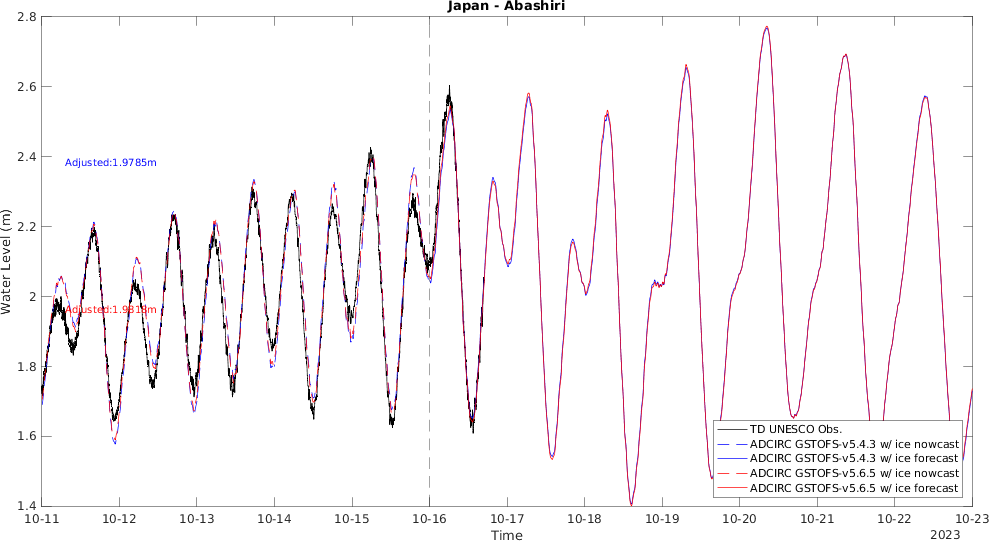 Japan - Abashiri
2.8
2.6
2.4
2.2
2
1.8
1.6
1.4
Water Level (m)
Adjusted:1.9785m
Adjusted:1.9318m
TD UNESCO Obs.
ADCIRC GSTOFS-v5.4.3 w/ ice nowcast
ADCIRC GSTOFS-v5.4.3 w/ ice forecast
ADCIRC GSTOFS-v5.6.5 w/ ice nowcast
ADCIRC GSTOFS-v5.6.5 w/ ice forecast
10-11 10-12 10-13 10-14 10-15 10-16 10-17 10-18 10-19 10-20 10-21 10-22 10-23
Time
2023